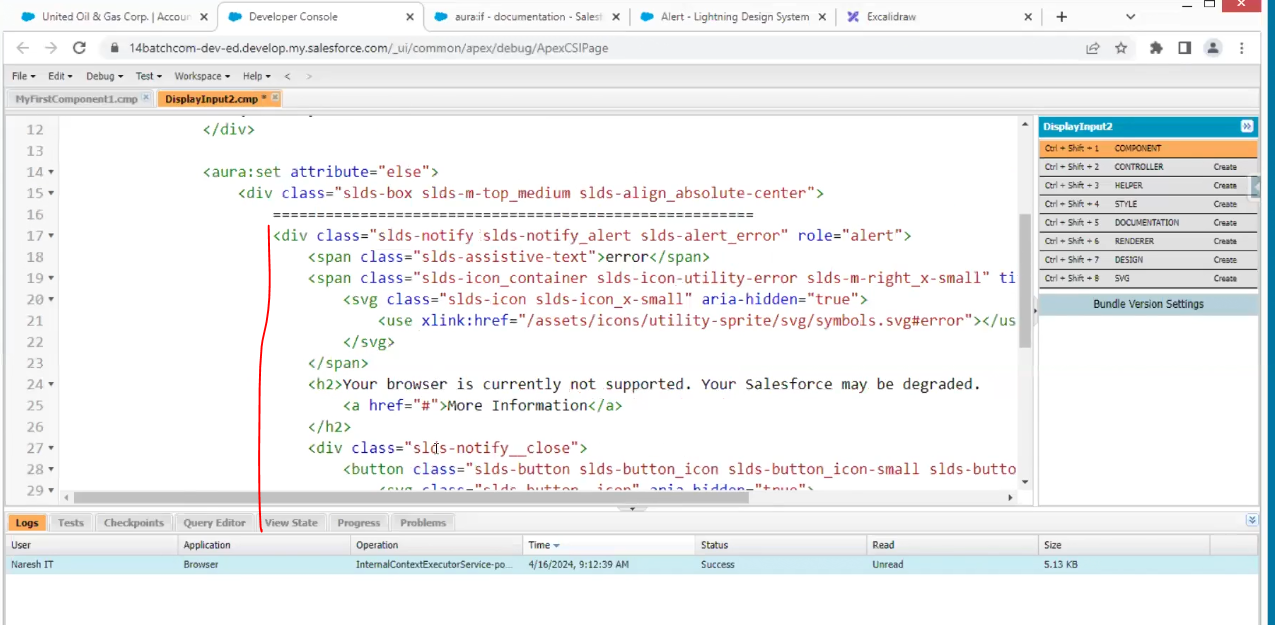 United Oil & Gas Corp. | Accoun
Developer Console
aura:if - documentation - Salest
Alert - Lightning Design System
Excalidraw
14batchcom-dev-ed.develop.my.salesforce.com/_ui/common/apex/debug/ApexCSIPage
File Edit Debug Test Workspace Help < >
MyFirstComponent1.cmp
DisplayInput2.cmp *
12 </div>
13
14 <aura:set attribute="else">
15 <div class="slds-box slds-m-top_medium slds-align_absolute-center">
16 =======================================================
17 <div class="slds-notify slds-notify_alert slds-alert_error" role="alert">
18 <span class="slds-assistive-text">error</span>
19 <span class="slds-icon_container slds-icon-utility-error slds-m-right_x-small" ti
20 <svg class="slds-icon slds-icon_x-small" aria-hidden="true">
21 <use xlink:href="/assets/icons/utility-sprite/svg/symbols.svg#error"></us
22 </svg>
23 </span>
24 <h2>Your browser is currently not supported. Your Salesforce may be degraded.
25 <a href="#">More Information</a>
26 </h2>
27 <div class="slds-notify__close">
28 <button class="slds-button slds-button_icon slds-button_icon-small slds-butto
29 <svg class="slds-button__icon" aria-hidden="true">
DisplayInput2
Ctrl + Shift + 1 COMPONENT
Ctrl + Shift + 2 CONTROLLER Create
Ctrl + Shift + 3 HELPER Create
Ctrl + Shift + 4 STYLE Create
Ctrl + Shift + 5 DOCUMENTATION Create
Ctrl + Shift + 6 RENDERER Create
Ctrl + Shift + 7 DESIGN Create
Ctrl + Shift + 8 SVG Create
Bundle Version Settings
Logs Tests Checkpoints Query Editor View State Progress Problems
User Application Operation Time Status Read Size
Naresh IT Browser InternalContextExecutorService-po... 4/16/2024, 9:12:39 AM Success Unread 5.13 KB